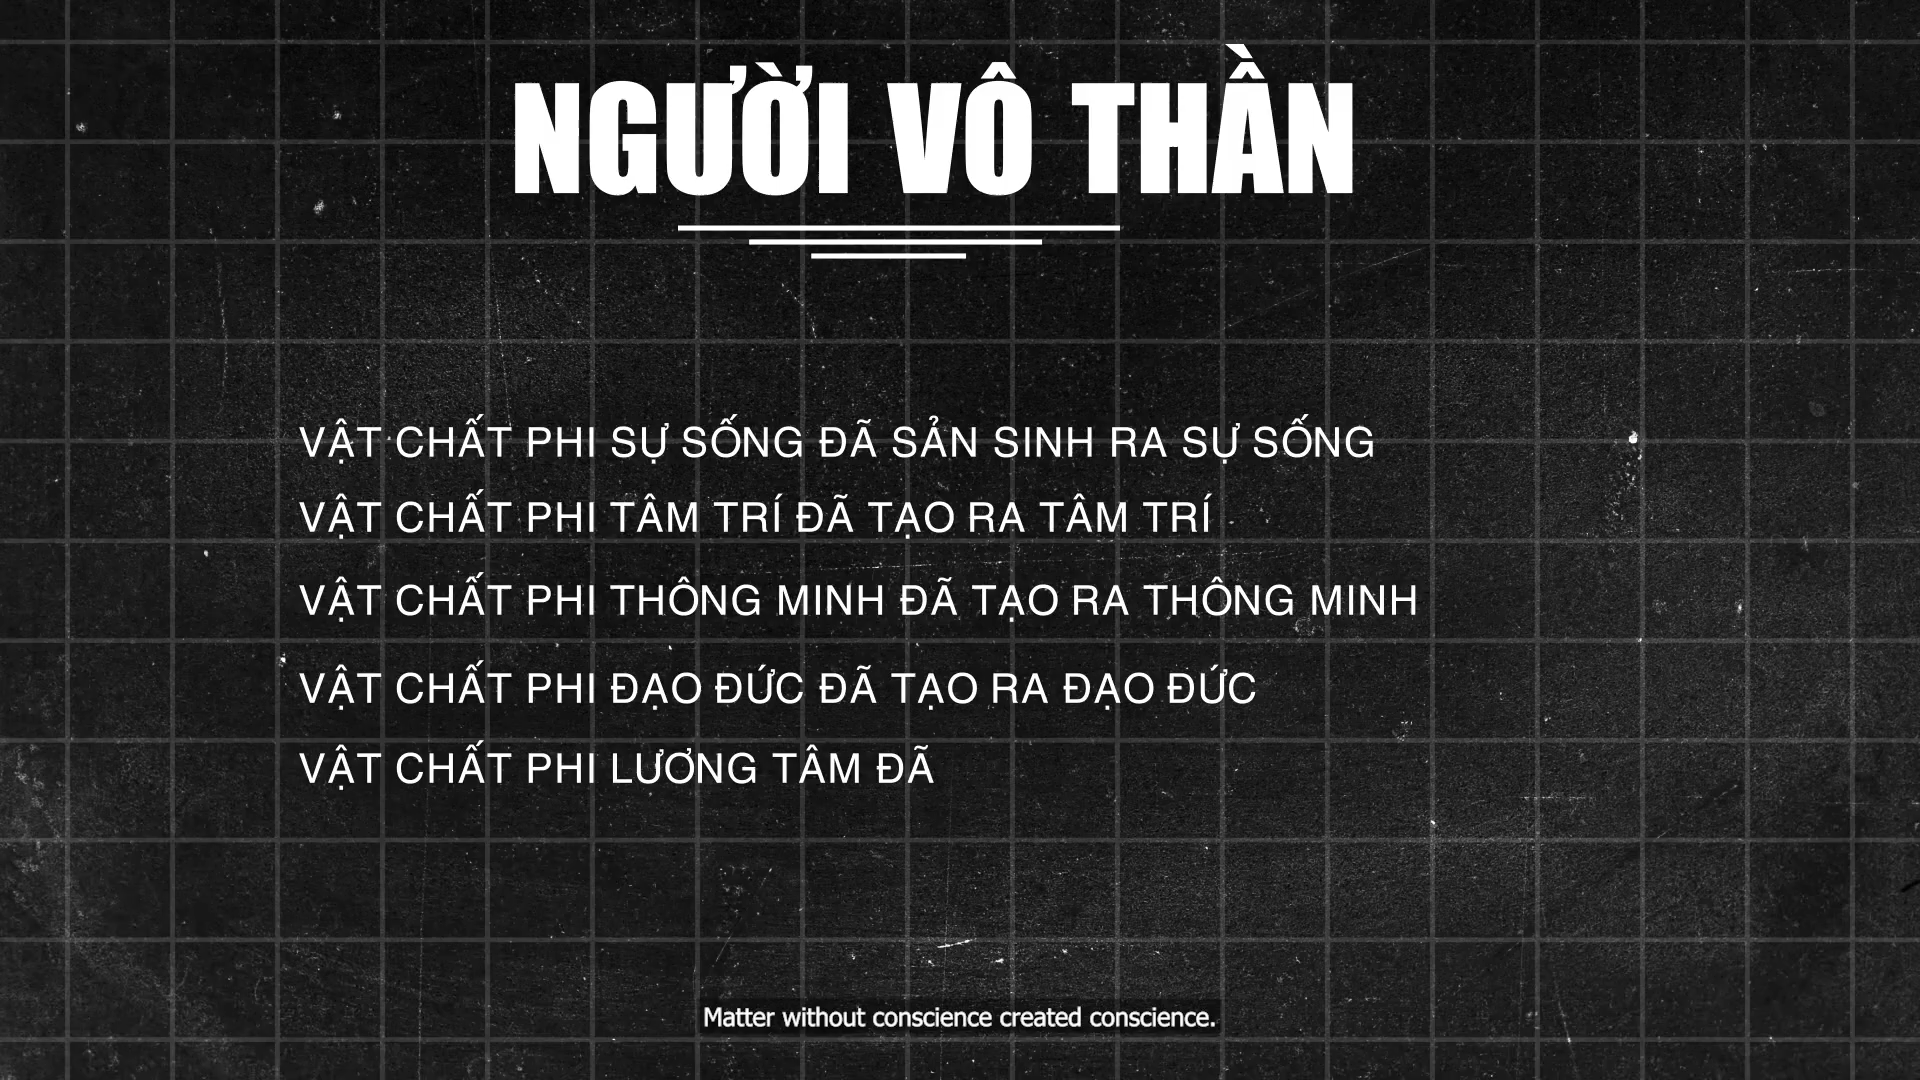 NGƯỜI VÔ THẦN
VẬT CHẤT PHI SỰ SỐNG ĐÃ SẢN SINH RA SỰ SỐNG
VẬT CHẤT PHI TÂM TRÍ ĐÃ TẠO RA TÂM TRÍ
VẬT CHẤT PHI THÔNG MINH ĐÃ TẠO RA THÔNG MINH
VẬT CHẤT PHI ĐẠO ĐỨC ĐÃ TẠO RA ĐẠO ĐỨC
VẬT CHẤT PHI LƯƠNG TÂM ĐÃ
Matter without conscience created conscience.